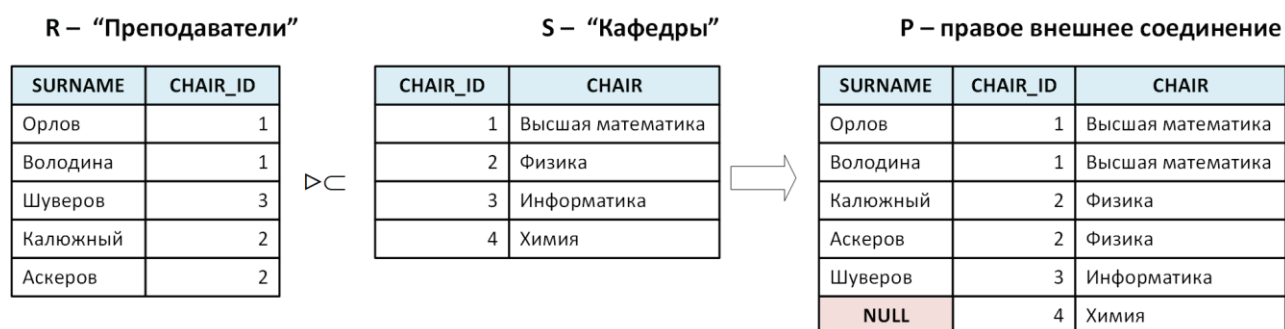 R – “Преподаватели”
S – “Кафедры”
P – правое внешнее соединение
SURNAME CHAIR_ID
Орлов 1
Володина 1
Шуверов 3
Калюжный 2
Аскеров 2
CHAIR_ID CHAIR
1 Высшая математика
2 Физика
3 Информатика
4 Химия
SURNAME CHAIR_ID CHAIR
Орлов 1 Высшая математика
Володина 1 Высшая математика
Калюжный 2 Физика
Аскеров 2 Физика
Шуверов 3 Информатика
NULL 4 Химия